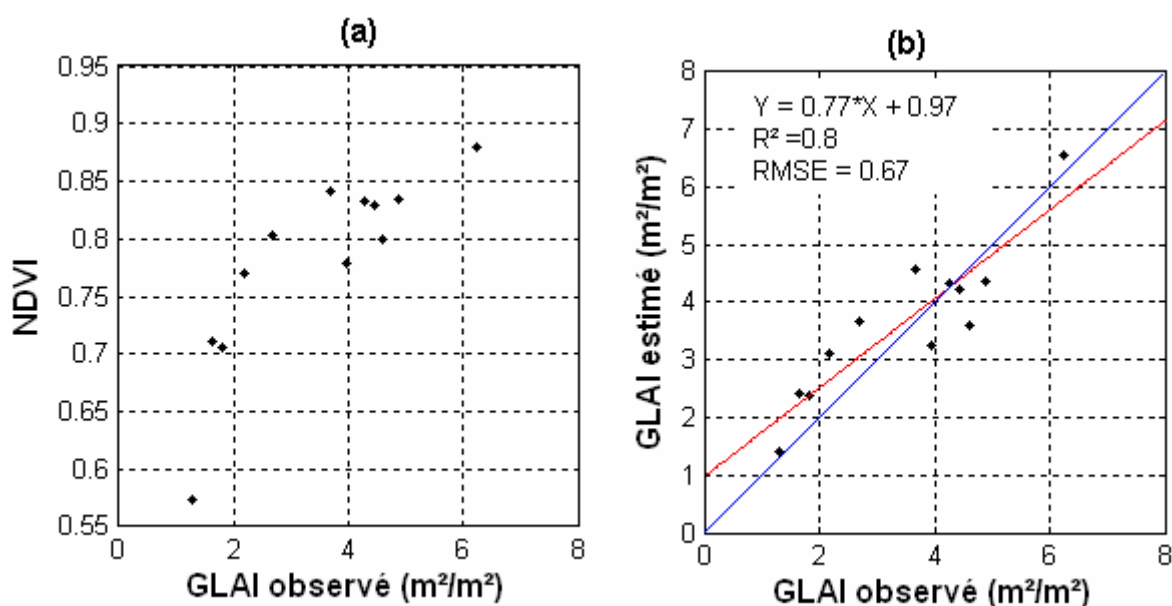 (a)
0.95
0.9
0.85
0.8
0.75
0.7
0.65
0.6
0.55
NDVI
0 2 4 6 8
GLAI observé (m²/m²)
(b)
8
7
6
5
4
3
2
1
0
GLAI estimé (m²/m²)
Y = 0.77*X + 0.97
R² =0.8
RMSE = 0.67
0 2 4 6 8
GLAI observé (m²/m²)